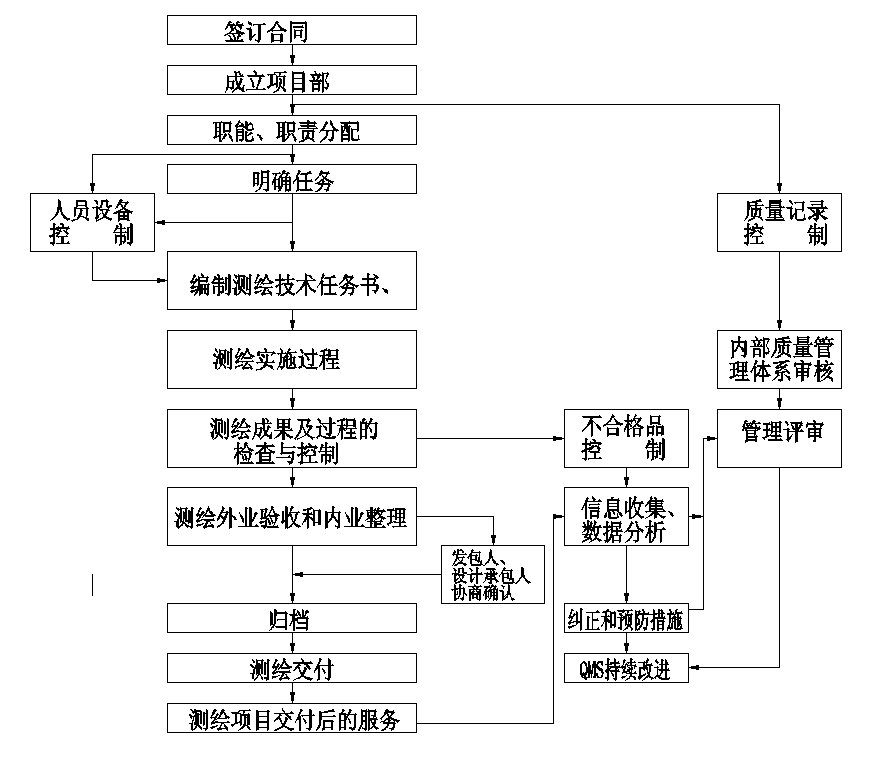 签订合同
成立项目部
职能、职责分配
明确任务
人员设备
控 制
质量记录
控 制
编制测绘技术任务书、
测绘实施过程
内部质量管
理体系审核
测绘成果及过程的
检查与控制
不合格品
控 制
管理评审
测绘外业验收和内业整理
信息收集、
数据分析
发包人、
设计承包人
协商确认
归档
纠正和预防措施
测绘交付
QMS持续改进
测绘项目交付后的服务